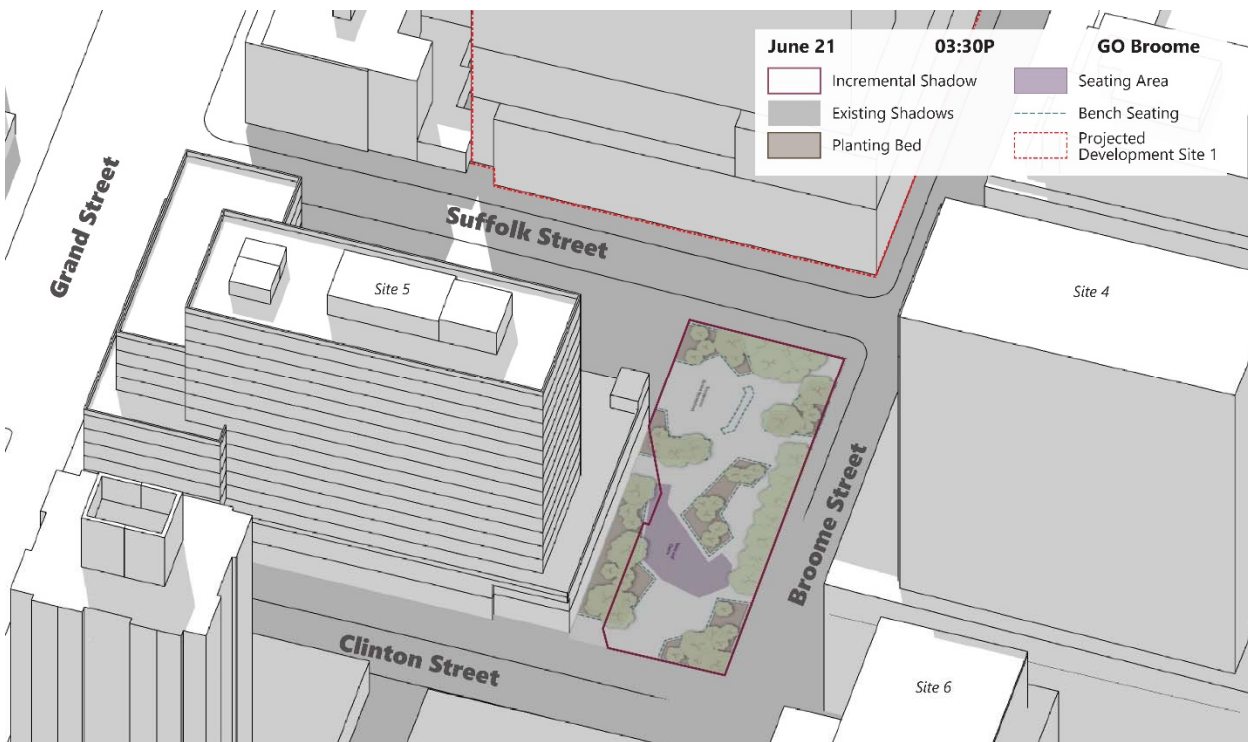 June 21 03:30P GO Broome
Incremental Shadow
Existing Shadows
Planting Bed
Seating Area
Bench Seating
Projected
Development Site 1
Grand Street
Suffolk Street
Site 5
Site 4
Broome Street
Clinton Street
Site 6